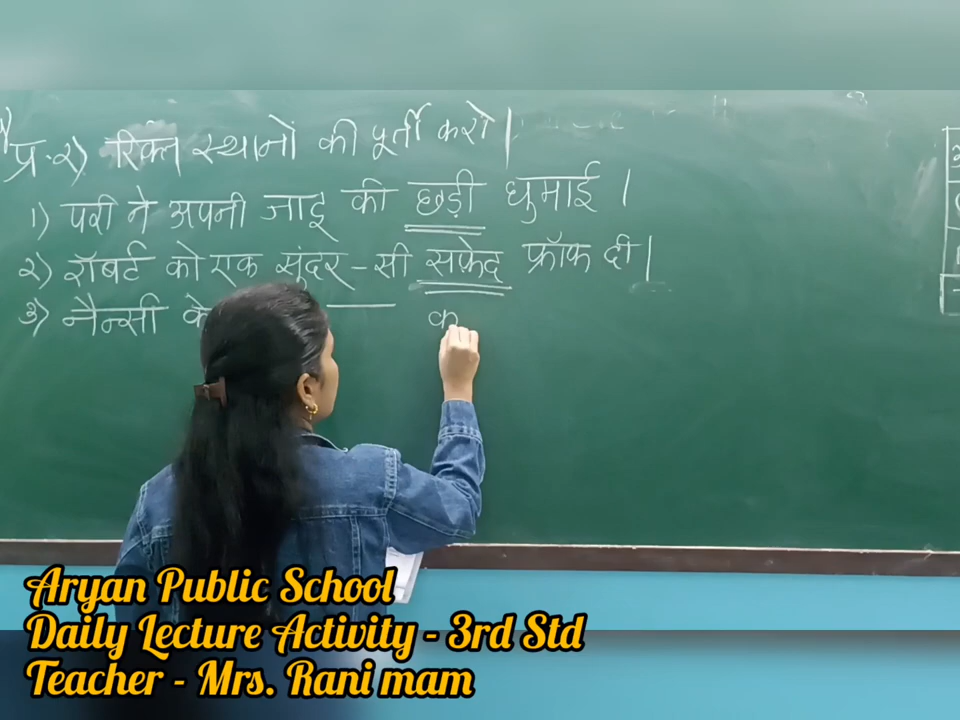 प्र.२) रिक्त स्थानों की पूर्ती करो |
१) परी ने अपनी जादू की छड़ी घुमाई ।
२) रॉबर्ट को एक सुंदर-सी सफ़ेद फ्रॉक दी |
३) नैन्सी के ____ क
Aryan Public School
Daily Lecture Activity - 3rd Std
Teacher - Mrs. Rani mam